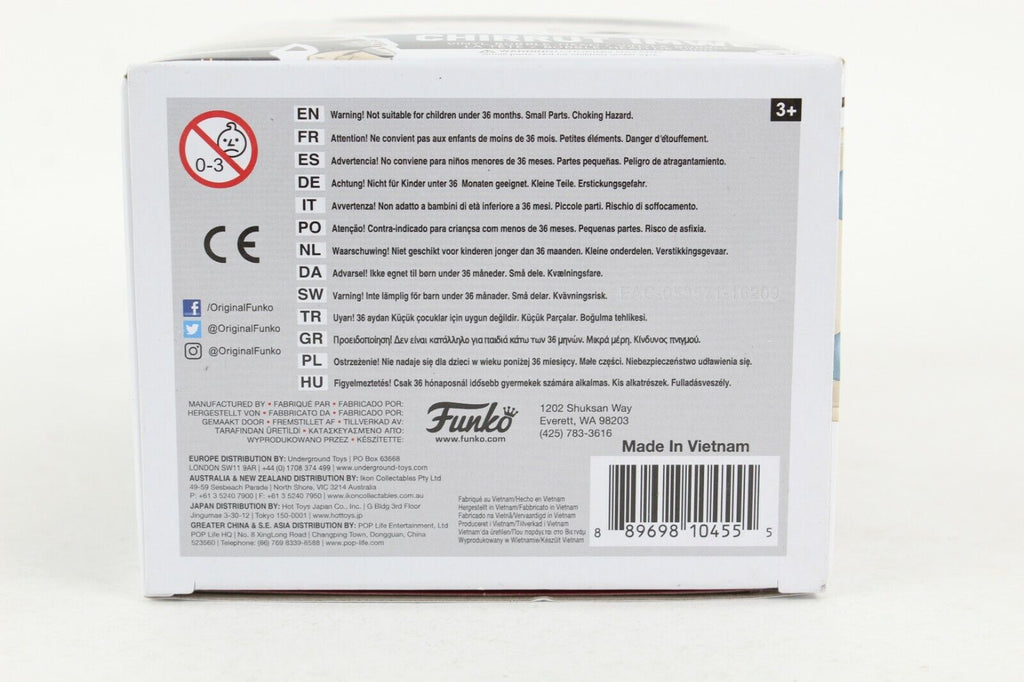 CHIRRUT IMWE
3+
0-3
EN Warning! Not suitable for children under 36 months. Small Parts. Choking Hazard.
FR Attention! Ne convient pas aux enfants de moins de 36 mois. Petites éléments. Danger d'étouffement.
ES Advertencia! No conviene para niños menores de 36 meses. Partes pequeñas. Peligro de atragantamiento.
DE Achtung! Nicht für Kinder unter 36 Monaten geeignet. Kleine Teile. Erstickungsgefahr.
IT Avvertenza! Non adatto a bambini di età inferiore a 36 mesi. Piccole parti. Rischio di soffocamento.
PO Atenção! Contra-indicado para criançsa com menos de 36 meses. Pequenas partes. Risco de asfixia.
NL Waarschuwing! Niet geschikt voor kinderen jonger dan 36 maanden. Kleine onderdelen. Verstikkingsgevaar.
DA Advarsel! Ikke egnet til børn under 36 måneder. Små dele. Kvælningsfare.
SW Varning! Inte lämplig för barn under 36 månader. Små delar. Kvävningsrisk.
TR Uyarı! 36 aydan Küçük çocuklar için uygun değildir. Küçük Parçalar. Boğulma tehlikesi.
GR Προειδοποίηση! Δεν είναι κατάλληλο για παιδιά κάτω των 36 μηνών. Μικρά μέρη. Κίνδυνος πνιγμού.
PL Ostrzeżenie! Nie nadaje się dla dzieci w wieku poniżej 36 miesięcy. Małe części. Niebezpieczeństwo udławienia się.
HU Figyelmeztetés! Csak 36 hónaposnál idősebb gyermekek számára alkalmas. Kis alkatrészek. Fulladásveszély.
CE
/OriginalFunko
@OriginalFunko
@OriginalFunko
MANUFACTURED BY • FABRIQUÉ PAR • FABRICADO POR:
HERGESTELLT VON • FABBRICATO DA • FABRICADO POR:
GEMAAKT DOOR • FREMSTILLET AF • TILLVERKAD AV:
TARAFINDAN ÜRETİLDİ • ΚΑΤΑΣΚΕΥΑΣΜΕΝΟ ΑΠΟ:
WYPRODUKOWANO PRZEZ • KÉSZÍTETTE:
Funko
www.funko.com
1202 Shuksan Way
Everett, WA 98203
(425) 783-3616
Made In Vietnam
EUROPE DISTRIBUTION BY: Underground Toys | PO Box 63668
LONDON SW11 9AR | +44 (0) 1708 374 499 | www.underground-toys.com
AUSTRALIA & NEW ZEALAND DISTRIBUTION BY: Ikon Collectables Pty Ltd
49-59 Sesbeach Parade | North Shore, VIC 3214 Australia
P: +61 3 5240 7900 | F: +61 3 5240 7950 | www.ikoncollectables.com.au
JAPAN DISTRIBUTION BY: Hot Toys Japan Co., Inc. | G Bldg 3rd Floor
Jingumae 3-30-12 | Tokyo 150-0001 | www.hottoys.jp
GREATER CHINA & S.E. ASIA DISTRIBUTION BY: POP Life Entertainment, Ltd
POP Life HQ | No. 8 XingLong Road | Changping Town, Dongguan, China
523560 | Telephone: (86) 769 8339-6588 | www.pop-life.com
Fabriqué au Vietnam/Hecho en Vietnam
Hergestellt in Vietnam/Fabbricato in Vietnam
Fabricado na Vietnã/Vervaardigd in Vietnam
Produceret i Vietnam/Tillverkad i Vietnam
Wyprodukowany w Wietnamie/Készült Vietnam
8 89698 10455 5